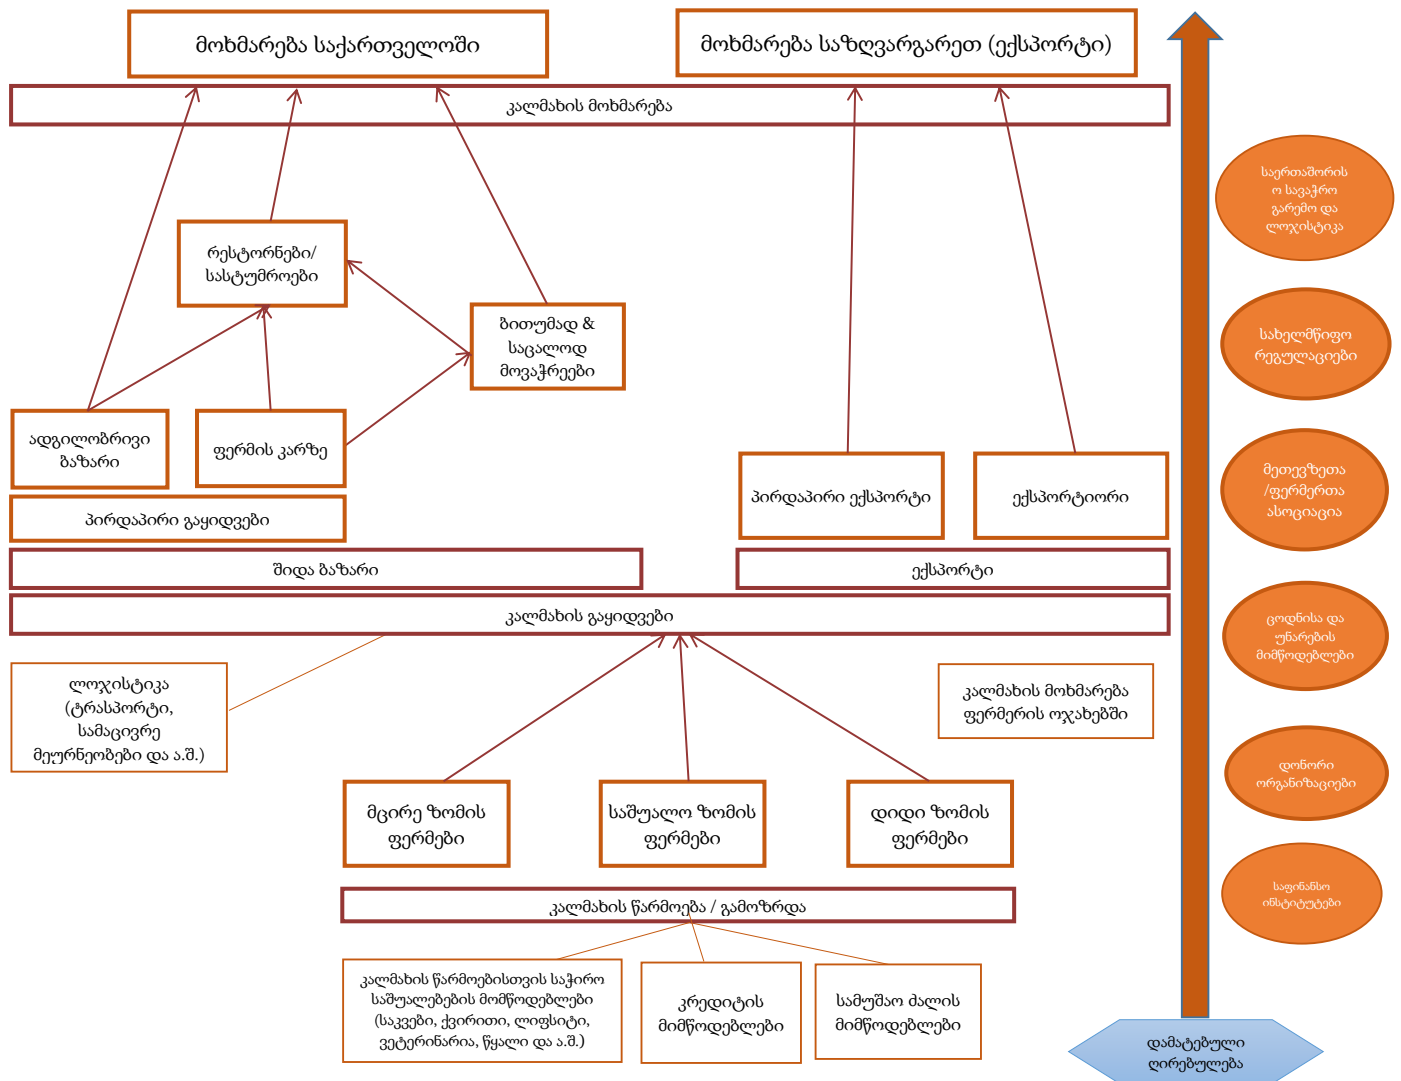 მოხმარება საქართველოში
მოხმარება საზღვარგარეთ (ექსპორტი)
კალმახის მოხმარება
საერთაშორის
ო სავაჭრო
გარემო და
ლოჯისტიკა
რესტორნები/
სასტუმროები
ბითუმად &
საცალოდ
მოვაჭრეები
სახელმწიფო
რეგულაციები
ადგილობრივი
ბაზარი
ფერმის კარზე
პირდაპირი ექსპორტი
ექსპორტიორი
მეთევზეთა
/ფერმერთა
ასოციაცია
პირდაპირი გაყიდვები
შიდა ბაზარი
ექსპორტი
კალმახის გაყიდვები
ცოდნისა და
უნარების
მიმწოდებლები
ლოჯისტიკა
(ტრასპორტი,
სამაცივრე
მეურნეობები და ა.შ.)
კალმახის მოხმარება
ფერმერის ოჯახებში
მცირე ზომის
ფერმები
საშუალო ზომის
ფერმები
დიდი ზომის
ფერმები
დონორი
ორგანიზაციები
კალმახის წარმოება / გამოზრდა
საფინანსო
ინსტიტუტები
კალმახის წარმოებისთვის საჭირო
საშუალებების მომწოდებლები
(საკვები, ქვირითი, ლიფსიტი,
ვეტერინარია, წყალი და ა.შ.)
კრედიტის
მიმწოდებლები
სამუშაო ძალის
მიმწოდებლები
დამატებული
ღირებულება